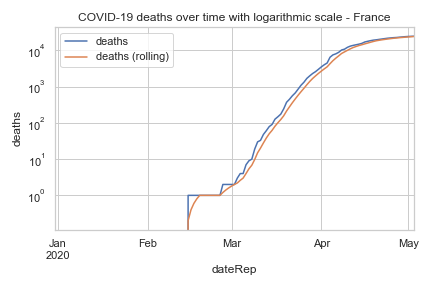 COVID-19 deaths over time with logarithmic scale - France
deaths
deaths (rolling)
10⁴
10³
10²
10¹
10⁰
deaths
Jan
2020
Feb
Mar
Apr
May
dateRep